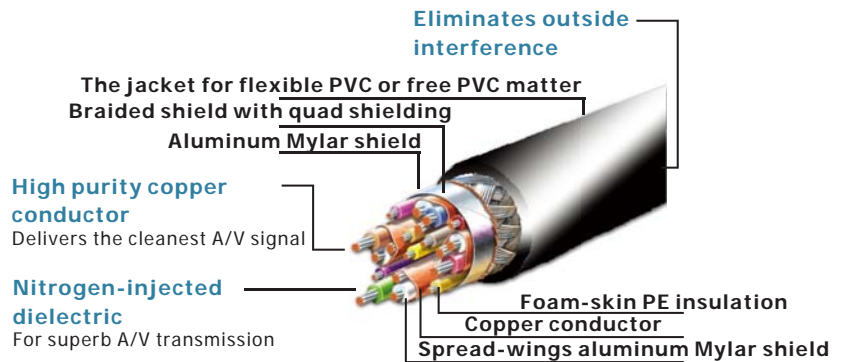 Eliminates outside
interference
The jacket for flexible PVC or free PVC matter
Braided shield with quad shielding
Aluminum Mylar shield
High purity copper
conductor
Delivers the cleanest A/V signal
Nitrogen-injected
dielectric
For superb A/V transmission
Foam-skin PE insulation
Copper conductor
Spread-wings aluminum Mylar shield